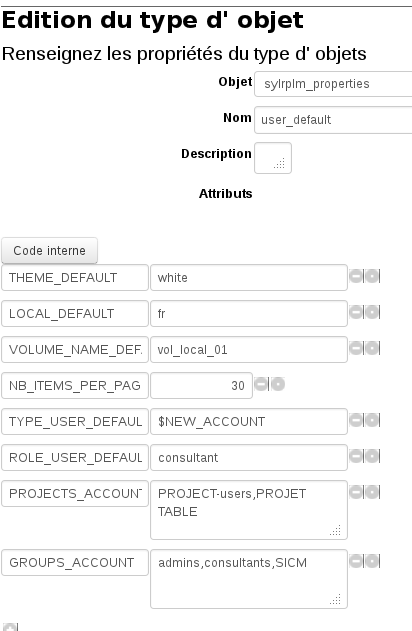 Edition du type d' objet
Renseignez les propriétés du type d' objets
Objet sylrplm_properties
Nom user_default
Description
Attributs
Code interne
THEME_DEFAULT white
LOCAL_DEFAULT fr
VOLUME_NAME_DEF. vol_local_01
NB_ITEMS_PER_PAG 30
TYPE_USER_DEFAUL $NEW_ACCOUNT
ROLE_USER_DEFAUL consultant
PROJECTS_ACCOUNT PROJECT-users,PROJET
TABLE
GROUPS_ACCOUNT admins,consultants,SICM